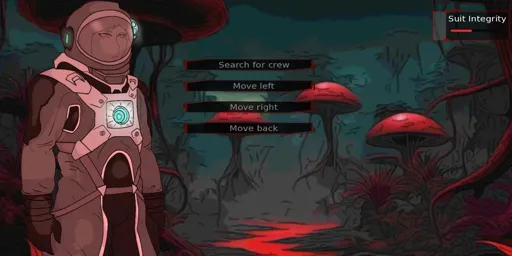 Suit Integrity
Search for crew
Move left
Move right
Move back